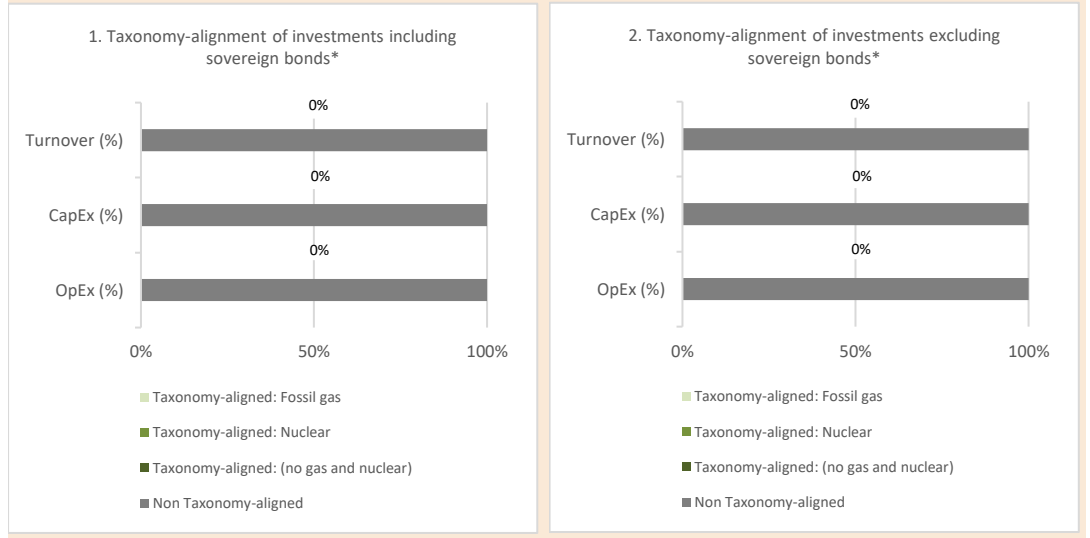 1. Taxonomy-alignment of investments including
sovereign bonds*
0%
Turnover (%)
0%
CapEx (%)
0%
OpEx (%)
0% 50% 100%
Taxonomy-aligned: Fossil gas
Taxonomy-aligned: Nuclear
Taxonomy-aligned: (no gas and nuclear)
Non Taxonomy-aligned
2. Taxonomy-alignment of investments excluding
sovereign bonds*
0%
Turnover (%)
0%
CapEx (%)
0%
OpEx (%)
0% 50% 100%
Taxonomy-aligned: Fossil gas
Taxonomy-aligned: Nuclear
Taxonomy-aligned: (no gas and nuclear)
Non Taxonomy-aligned